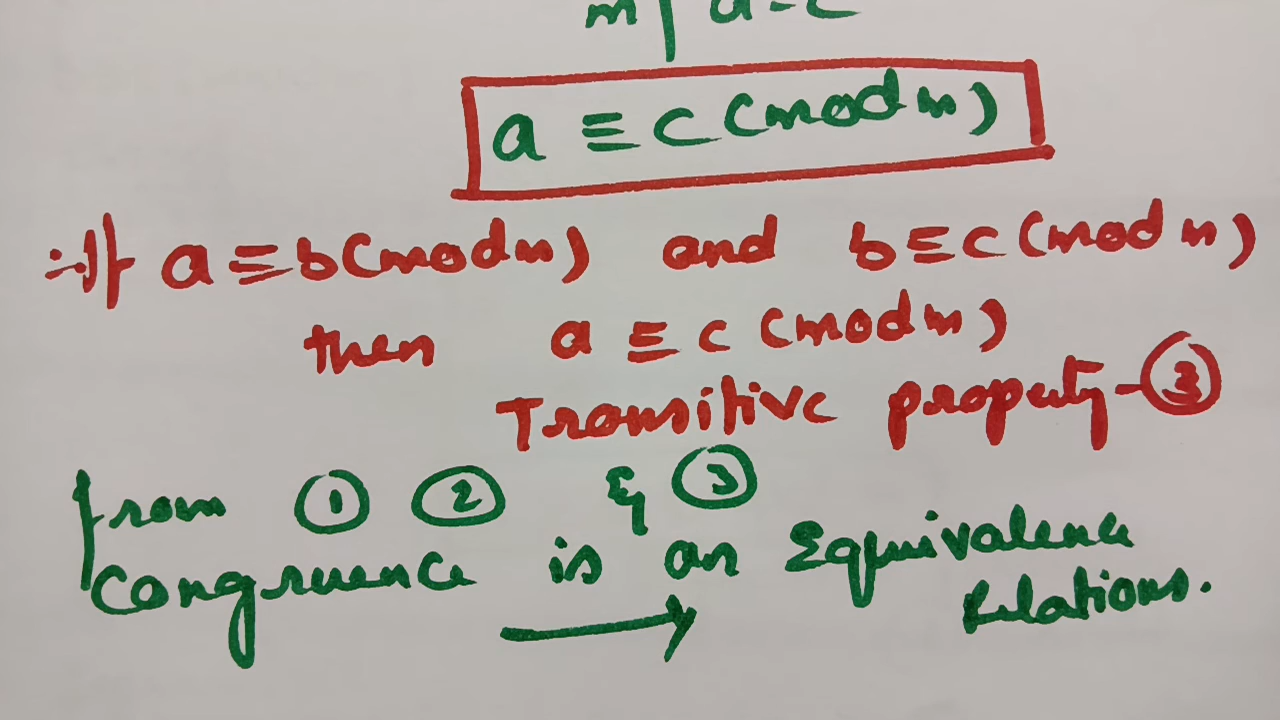 m | a-c
a ≡ c (mod m)
∴ If a ≡ b (mod m) and b ≡ c (mod m)
then a ≡ c (mod m)
Transitive property - ③
from ① ② & ③
Congruence is an Equivalence
Relations.